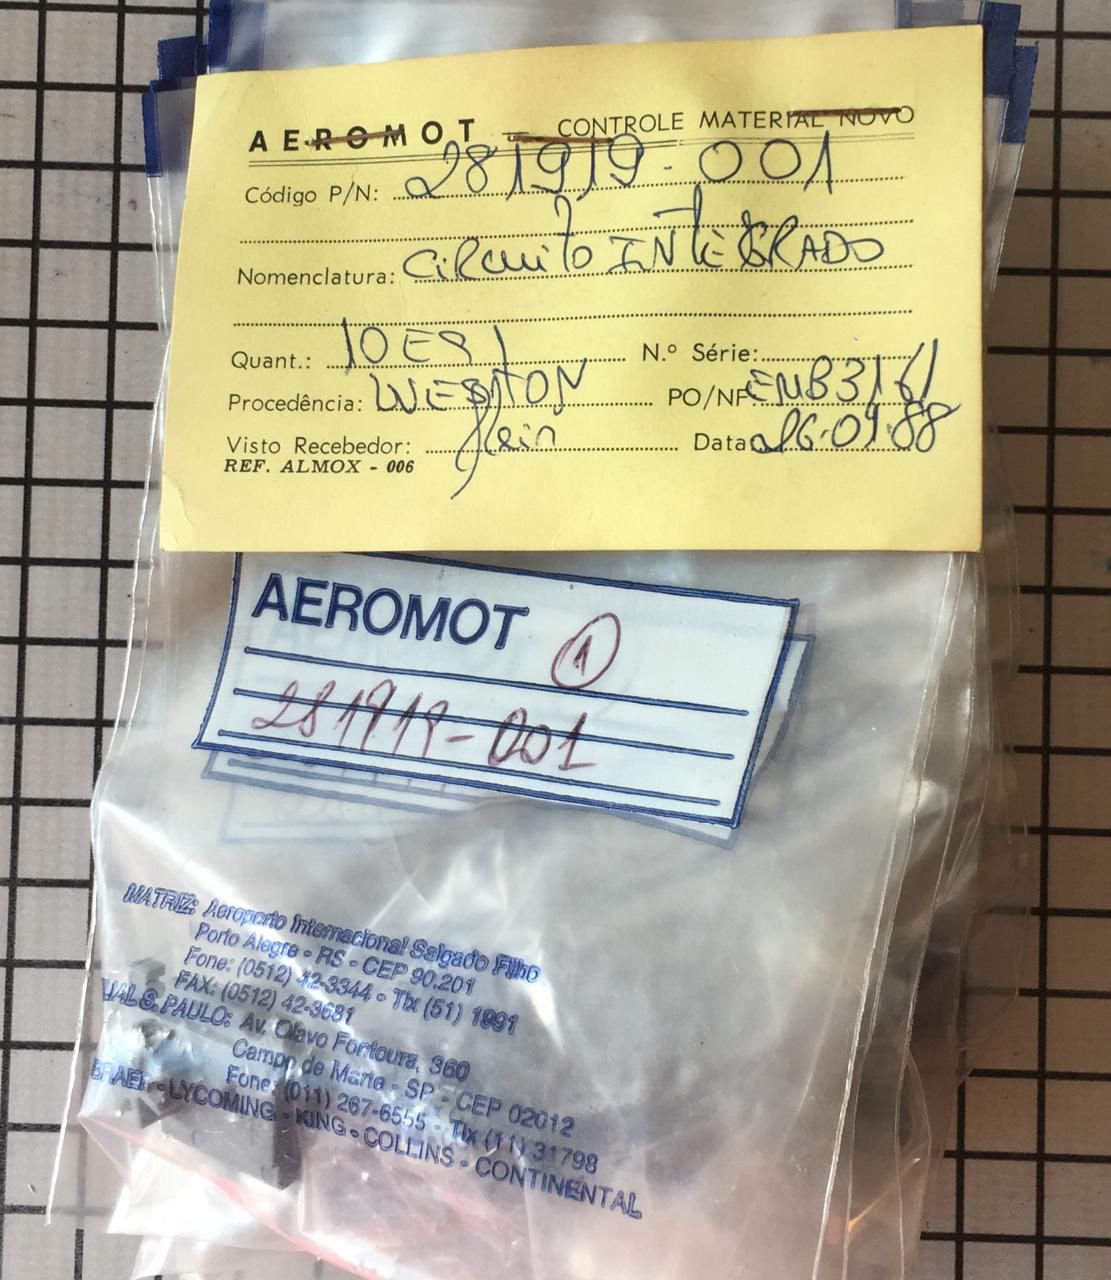 AEROMOT - CONTROLE MATERIAL NOVO
Código P/N: 281919-001
Nomenclatura: CIRCUITO INTEGRADO
Quant.: 10 N.º Série:
Procedência: WESTON PO/NF:
Visto Recebedor: Data: 26.09.88
REF. ALMOX - 006
AEROMOT 1
281919-001
MATRIZ: Aeroporto Internacional Salgado Filho
Porto Alegre - RS - CEP 90.201
Fone: (0512) 42-3344 - Tlx (51) 1991
FAX: (0512) 42-3681
S. PAULO: Av. Olavo Fontoura, 360
Campo de Marte - SP - CEP 02012
Fone: (011) 267-6555 - Tlx (11) 31798
- LYCOMING - KING - COLLINS - CONTINENTAL